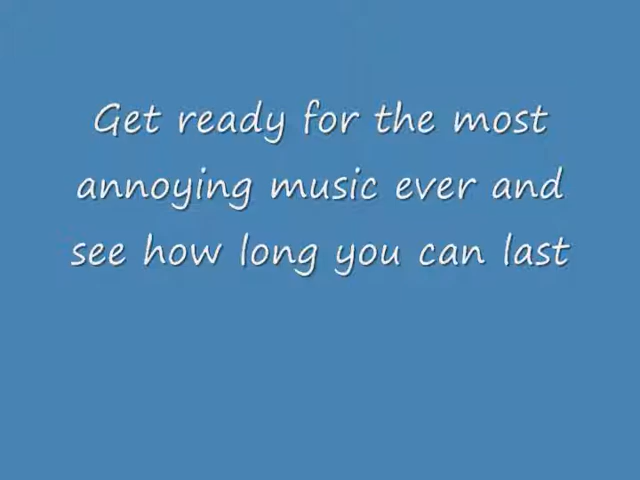 Get ready for the most
annoying music ever and
see how long you can last